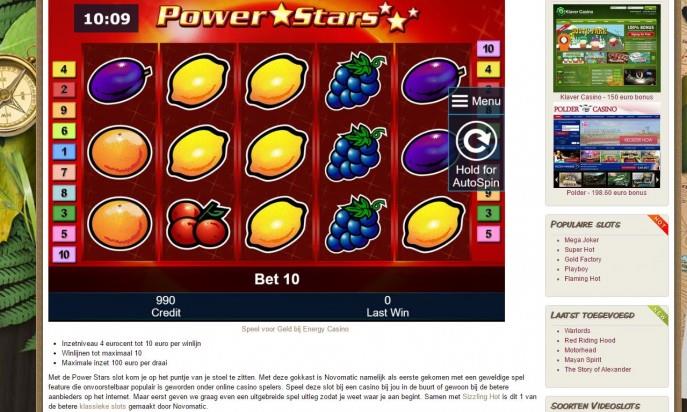 10:09
Power Stars
10
4
2
9
6
1
7
8
3
5
10
4
Menu
Hold for
AutoSpin
9
8
3
5
Bet 10
990
Credit
0
Last Win
Speel voor Geld bij Energy Casino
Inzetniveau 4 eurocent tot 10 euro per winlijn
Winlijnen tot maximaal 10
Maximale inzet 100 euro per draai
Met de Power Stars slot kom je op het puntje van je stoel te zitten. Met deze gokkast is Novomatic namelijk als eerste gekomen met een geweldige spel
feature die onvoorstelbaar populair is geworden onder online casino spelers. Speel deze slot bij een casino bij jou in de buurt of gewoon bij de betere
aanbieders op het internet. Maar eerst geven we graag even een uitgebreide spel uitleg zodat je weet waar je aan begint. Samen met Sizzling Hot is dit 1 van
de betere klassieke slots gemaakt door Novomatic.
Klaver Casino
Klaver Casino - 150 euro bonus
POLDER CASINO
Polder - 198.60 euro bonus
POPULAIRE SLOTS
HOT
Mega Joker
Super Hot
Gold Factory
Playboy
Flaming Hot
LAATST TOEGEVOEGD
NEW
Warlords
Red Riding Hood
Motorhead
Mayan Spirit
The Story of Alexander
SOORTEN VIDEOSLOTS